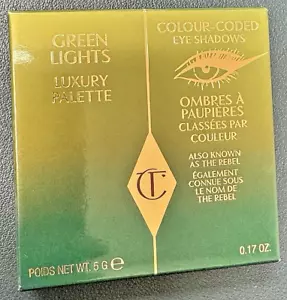 GREEN
LIGHTS
LUXURY
PALETTE
COLOUR-CODED
EYE SHADOWS
OMBRES À
PAUPIÈRES
CLASSÉES PAR
COULEUR
ALSO KNOWN
AS THE REBEL
ÉGALEMENT
CONNUE SOUS
LE NOM DE
THE REBEL
CT
POIDS NET WT. 5 G ℮
0.17 OZ.